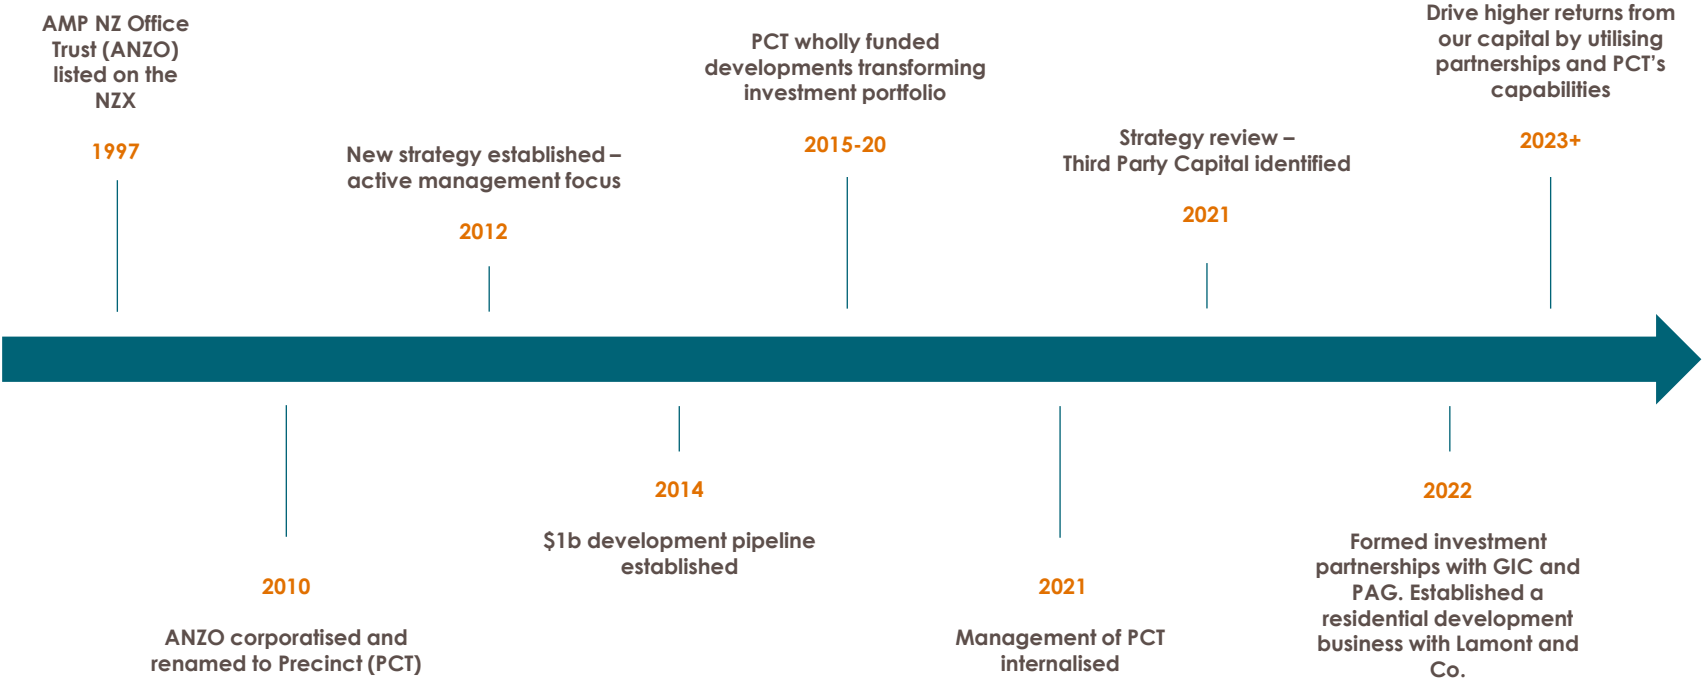 AMP NZ Office
Trust (ANZO)
listed on the
NZX
1997
New strategy established –
active management focus
2012
PCT wholly funded
developments transforming
investment portfolio
2015-20
Strategy review –
Third Party Capital identified
2021
Drive higher returns from
our capital by utilising
partnerships and PCT’s
capabilities
2023+
2010
ANZO corporatised and
renamed to Precinct (PCT)
2014
$1b development pipeline
established
2021
Management of PCT
internalised
2022
Formed investment
partnerships with GIC and
PAG. Established a
residential development
business with Lamont and
Co.